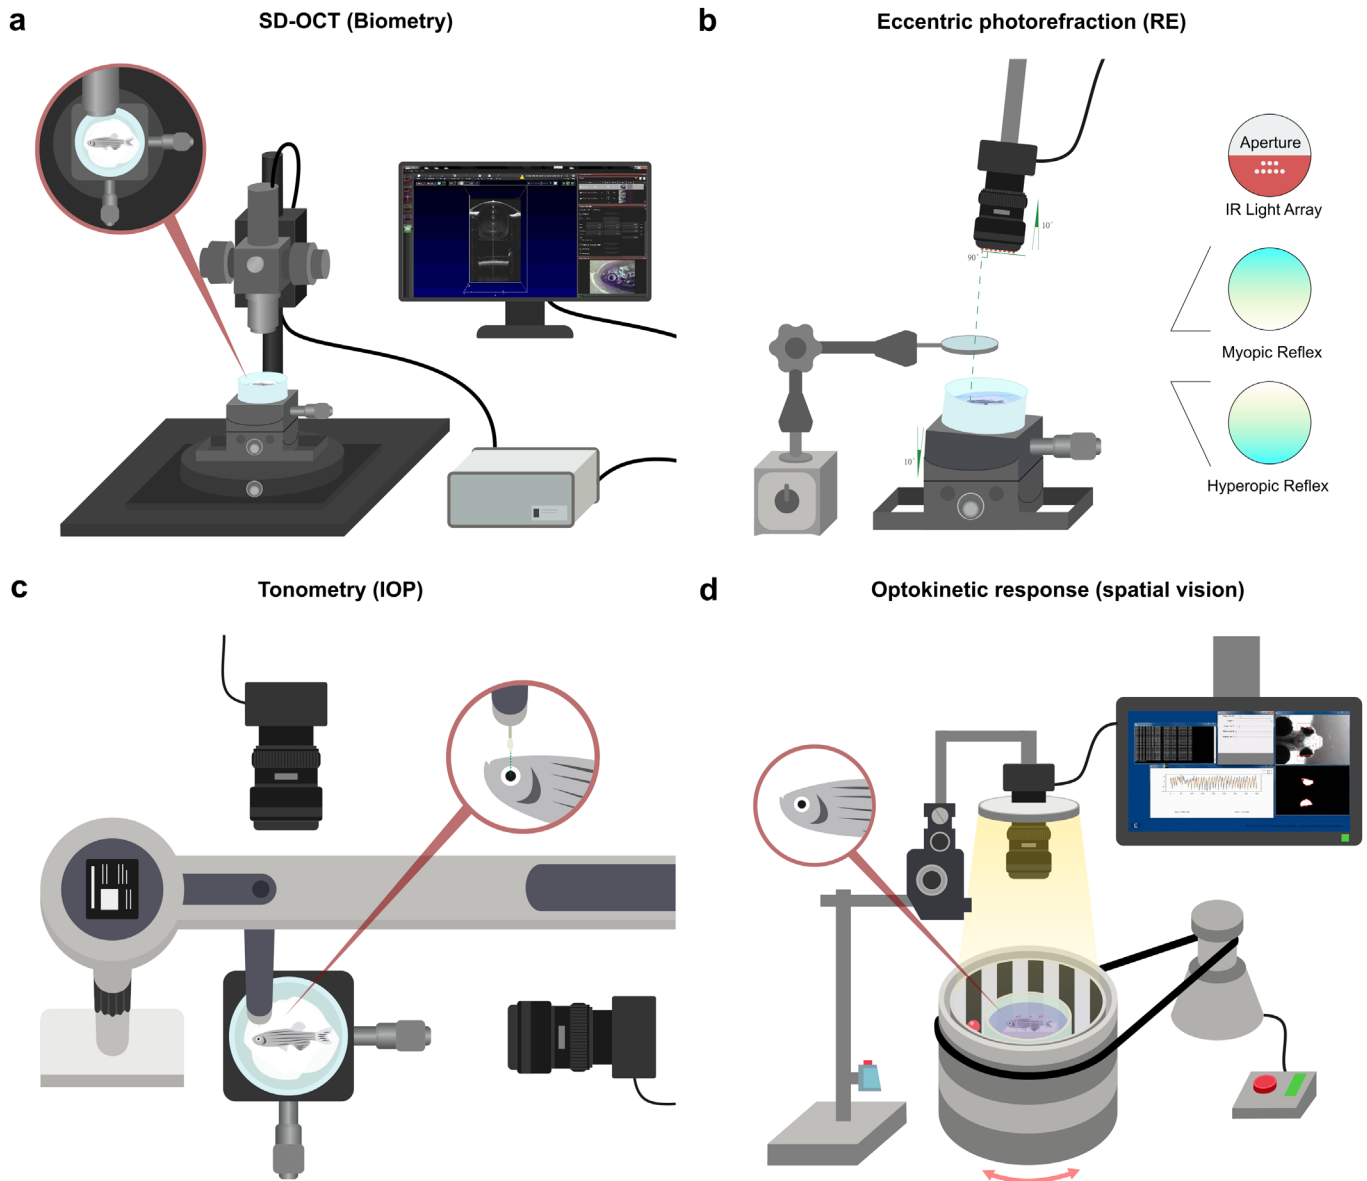 a
SD-OCT (Biometry)
b
Eccentric photorefraction (RE)
Aperture
IR Light Array
10°
90°
Myopic Reflex
10°
Hyperopic Reflex
c
Tonometry (IOP)
d
Optokinetic response (spatial vision)